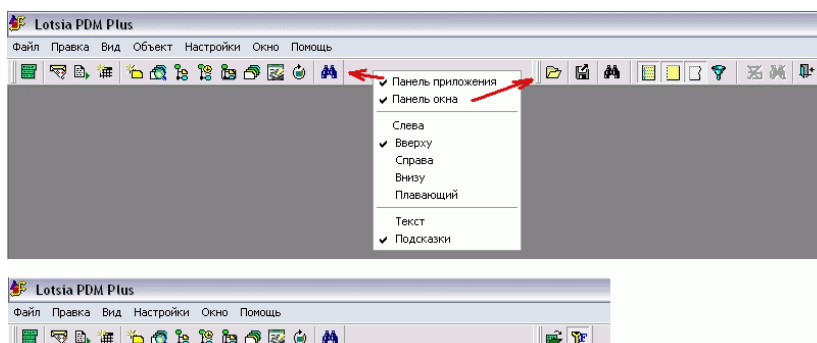 Lotsia PDM Plus
Файл Правка Вид Объект Настройки Окно Помощь
Панель приложения
Панель окна
Слева
Вверху
Справа
Внизу
Плавающий
Текст
Подсказки
Lotsia PDM Plus
Файл Правка Вид Настройки Окно Помощь